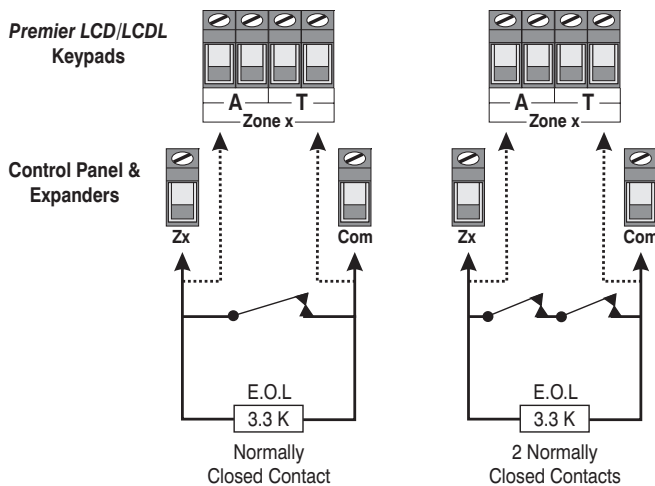 Premier LCD/LCDL
Keypads
A T
Zone x
A T
Zone x
Control Panel &
Expanders
Zx Com
Zx Com
E.O.L
3.3 K
Normally
Closed Contact
E.O.L
3.3 K
2 Normally
Closed Contacts